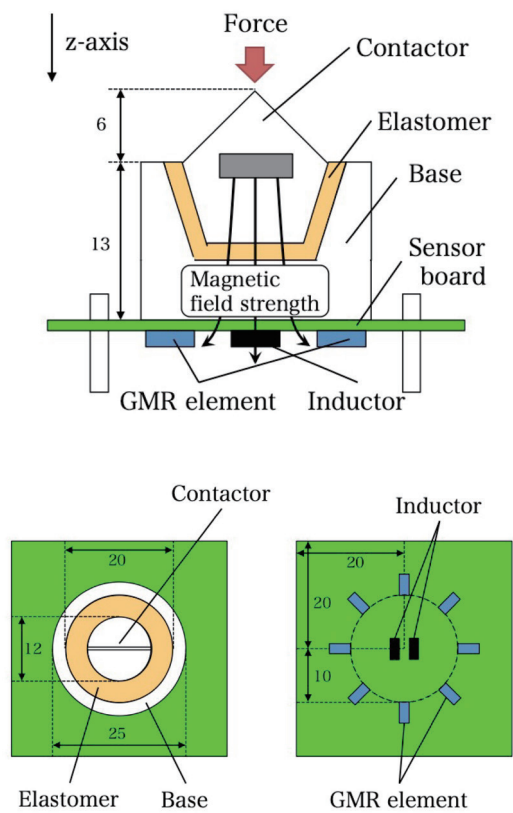 z-axis
Force
Contactor
6
Elastomer
Base
13
Sensor
board
Magnetic
field strength
GMR element
Inductor
Contactor
Inductor
20
20
20
12
10
25
Elastomer
Base
GMR element